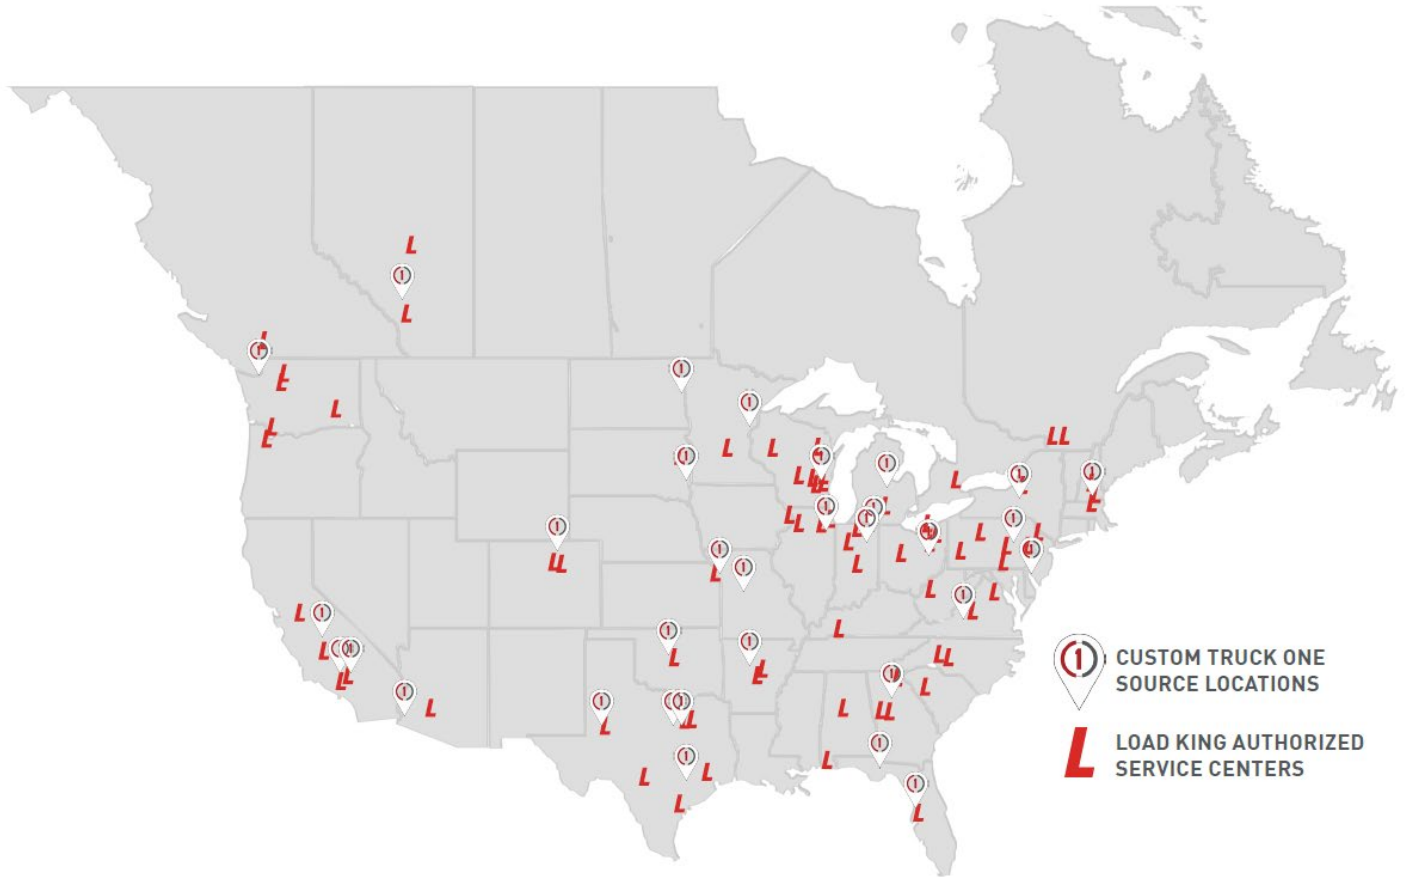 CUSTOM TRUCK ONE
SOURCE LOCATIONS
LOAD KING AUTHORIZED
SERVICE CENTERS